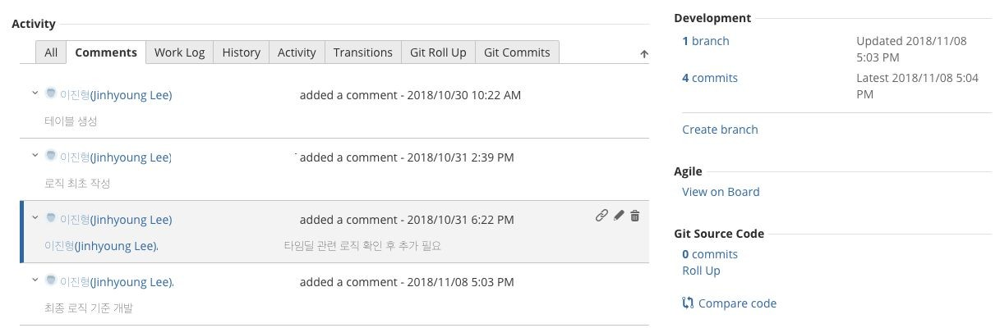 Activity
All Comments Work Log History Activity Transitions Git Roll Up Git Commits
이진형(Jinhyoung Lee) added a comment - 2018/10/30 10:22 AM
테이블 생성
이진형(Jinhyoung Lee) added a comment - 2018/10/31 2:39 PM
로직 최초 작성
이진형(Jinhyoung Lee) added a comment - 2018/10/31 6:22 PM
이진형(Jinhyoung Lee). 타임딜 관련 로직 확인 후 추가 필요
이진형(Jinhyoung Lee). added a comment - 2018/11/08 5:03 PM
최종 로직 기준 개발
Development
1 branch Updated 2018/11/08
5:03 PM
4 commits Latest 2018/11/08 5:04
PM
Create branch
Agile
View on Board
Git Source Code
0 commits
Roll Up
Compare code